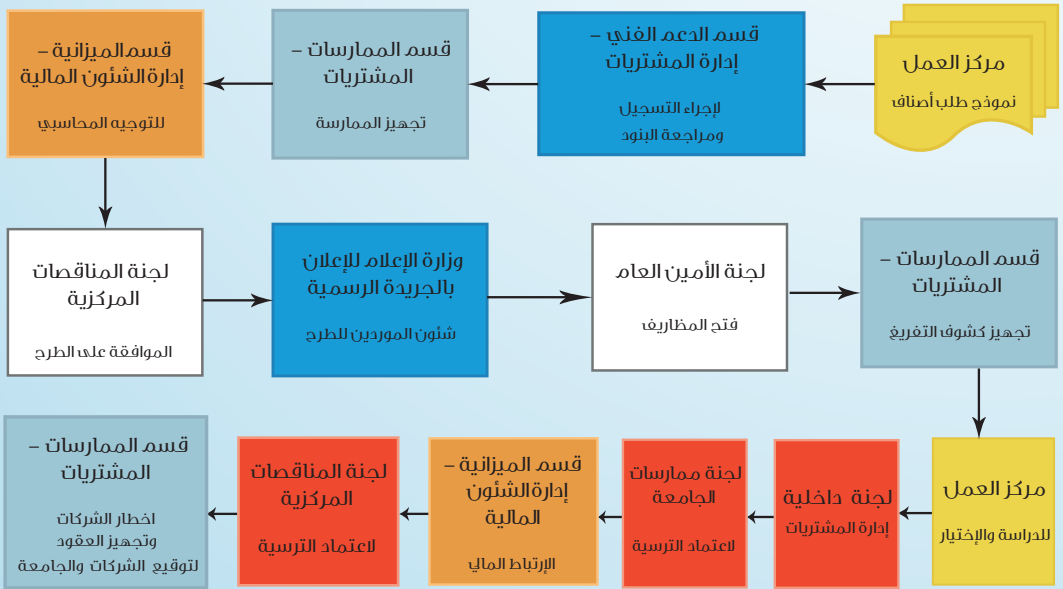 مركز العمل
نموذج طلب أصناف
قسم الدعم الفني –
إدارة المشتريات
لإجراء التسجيل
ومراجعة البنود
قسم الممارسات –
المشتريات
تجهيز الممارسة
قسم الميزانية –
إدارة الشئون المالية
للتوجيه المحاسبي
لجنة المناقصات
المركزية
الموافقة على الطرح
وزارة الإعلام للإعلان
بالجريدة الرسمية
شئون الموردين للطرح
لجنة الأمين العام
فتح المظاريف
قسم الممارسات –
المشتريات
تجهيز كشوف التفريغ
مركز العمل
للدراسة والإختيار
لجنة داخلية
إدارة المشتريات
لجنة ممارسات
الجامعة
لاعتماد الترسية
قسم الميزانية –
إدارة الشئون
المالية
الإرتباط المالي
لجنة المناقصات
المركزية
لاعتماد الترسية
قسم الممارسات –
المشتريات
اخطار الشركات
وتجهيز العقود
لتوقيع الشركات والجامعة